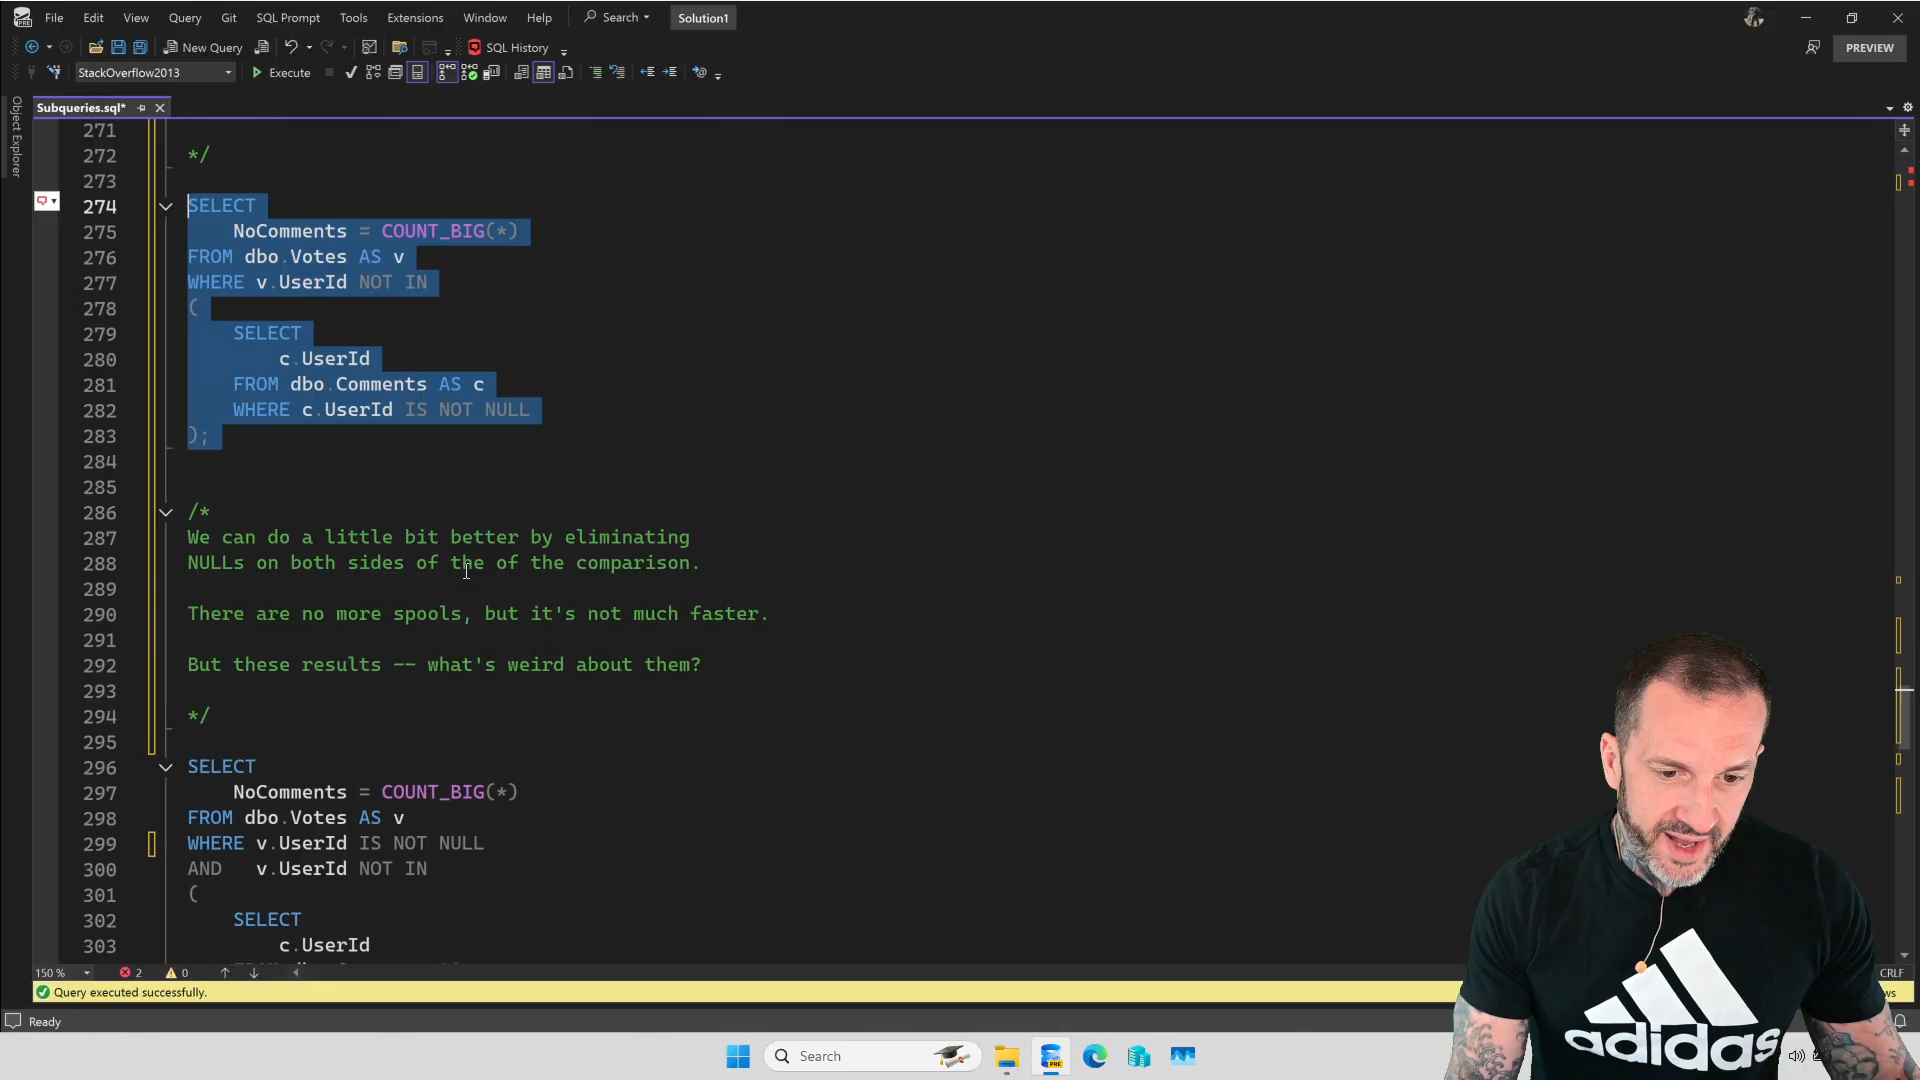 File Edit View Query Git SQL Prompt Tools Extensions Window Help Search Solution1
New Query SQL History PREVIEW
StackOverflow2013 Execute
Object Explorer
Subqueries.sql*
271
272 */
273
274 SELECT
275 NoComments = COUNT_BIG(*)
276 FROM dbo.Votes AS v
277 WHERE v.UserId NOT IN
278 (
279 SELECT
280 c.UserId
281 FROM dbo.Comments AS c
282 WHERE c.UserId IS NOT NULL
283 );
284
285
286 /*
287 We can do a little bit better by eliminating
288 NULLs on both sides of the of the comparison.
289
290 There are no more spools, but it's not much faster.
291
292 But these results -- what's weird about them?
293
294 */
295
296 SELECT
297 NoComments = COUNT_BIG(*)
298 FROM dbo.Votes AS v
299 WHERE v.UserId IS NOT NULL
300 AND v.UserId NOT IN
301 (
302 SELECT
303 c.UserId
150 % 2 0 CRLF
Query executed successfully.
Ready
Search
PRE
adidas